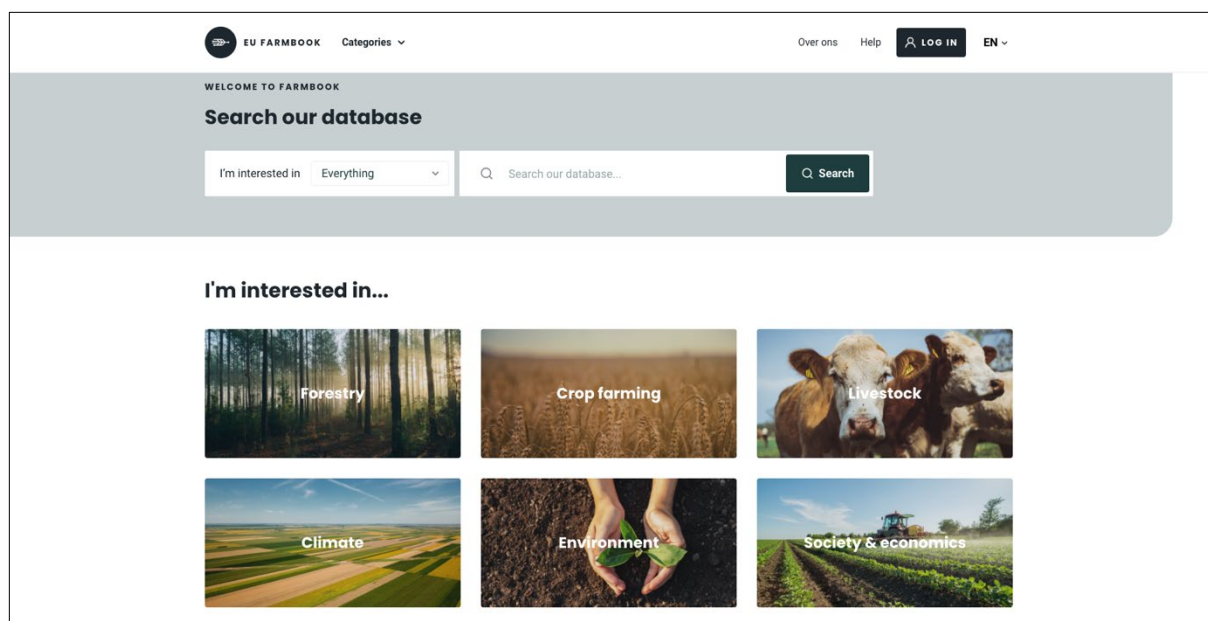 EU FARMBOOK Categories Over ons Help LOG IN EN
WELCOME TO FARMBOOK
Search our database
I'm interested in Everything Search our database... Search
I'm interested in...
Forestry Crop farming Livestock
Climate Environment Society & economics